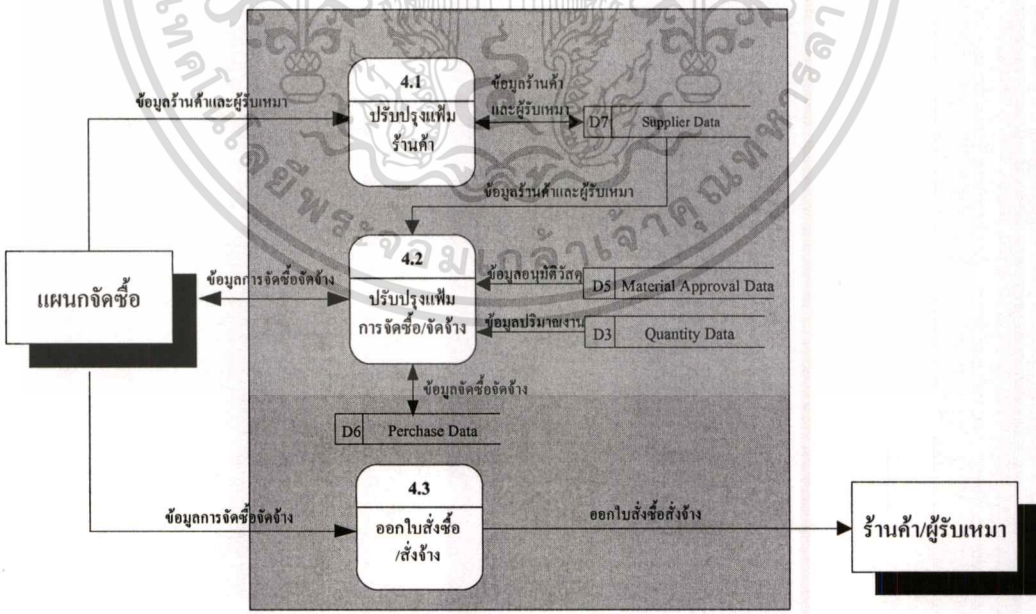 4.1
ปรับปรุงแฟ้ม
ร้านค้า
ข้อมูลร้านค้าและผู้รับเหมา
ข้อมูลร้านค้า
และผู้รับเหมา
D7 Supplier Data
ข้อมูลร้านค้าและผู้รับเหมา
แผนกจัดซื้อ
ข้อมูลการจัดซื้อจัดจ้าง
4.2
ปรับปรุงแฟ้ม
การจัดซื้อ/จัดจ้าง
ข้อมูลอนุมัติวัสดุ
D5 Material Approval Data
ข้อมูลปริมาณงาน
D3 Quantity Data
ข้อมูลจัดซื้อจัดจ้าง
D6 Perchase Data
ข้อมูลการจัดซื้อจัดจ้าง
4.3
ออกใบสั่งซื้อ
/สั่งจ้าง
ออกใบสั่งซื้อสั่งจ้าง
ร้านค้า/ผู้รับเหมา